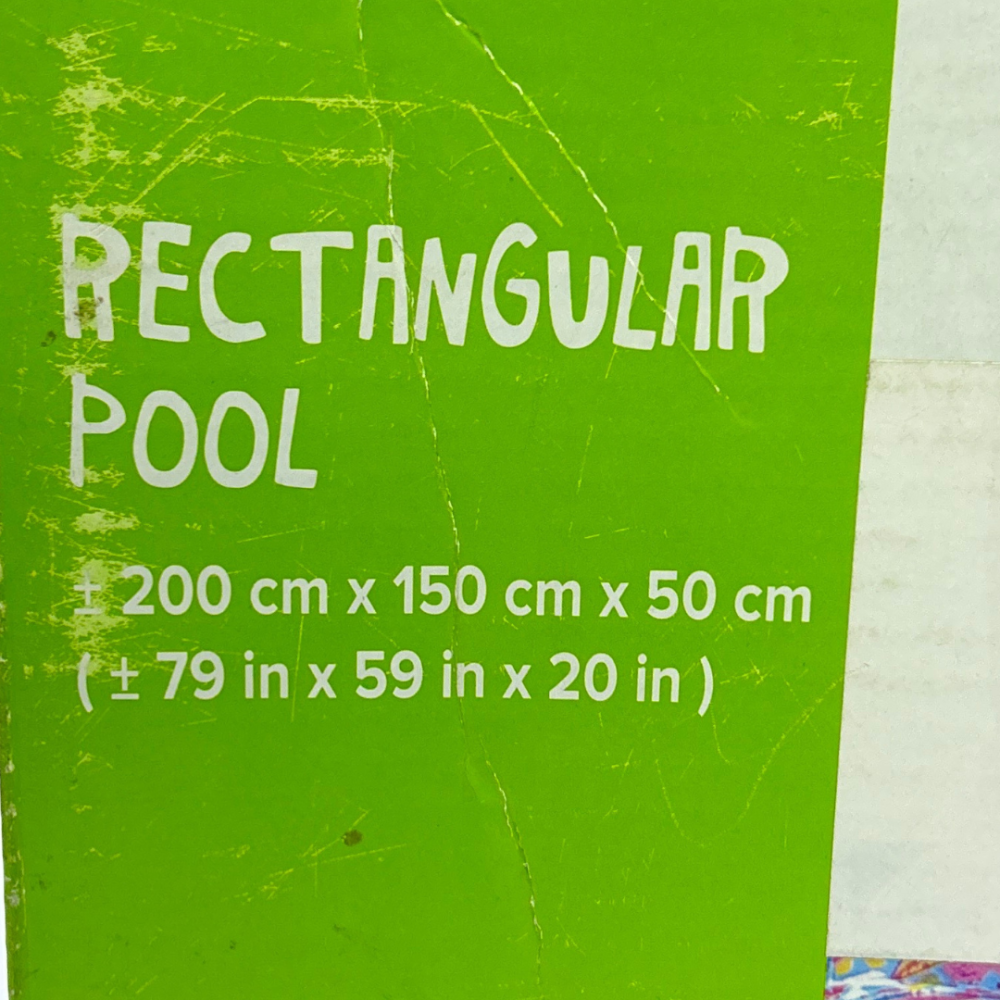 RECTANGULAR
POOL
± 200 cm x 150 cm x 50 cm
( ± 79 in x 59 in x 20 in )